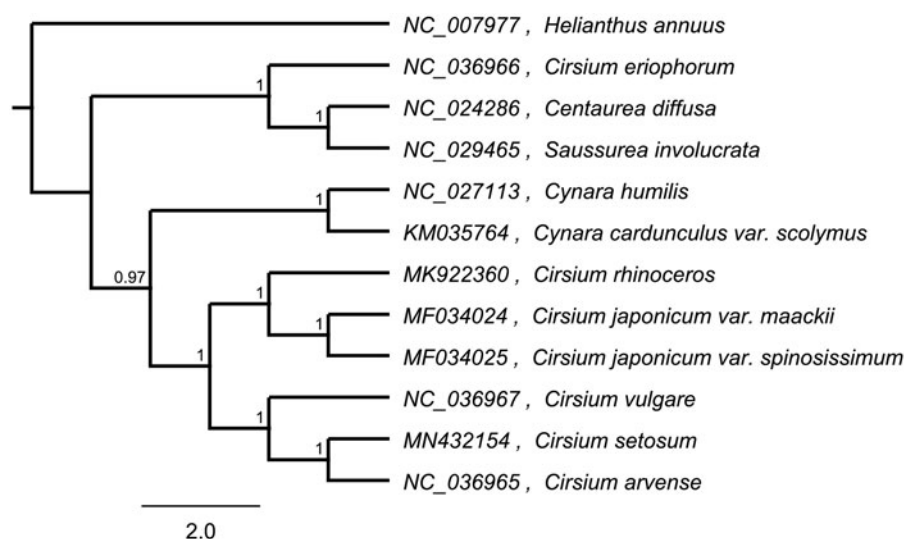 NC_007977 , Helianthus annuus
1 NC_036966 , Cirsium eriophorum
1 NC_024286 , Centaurea diffusa
NC_029465 , Saussurea involucrata
1 NC_027113 , Cynara humilis
KM035764 , Cynara cardunculus var. scolymus
0.97 1 MK922360 , Cirsium rhinoceros
1 MF034024 , Cirsium japonicum var. maackii
1 MF034025 , Cirsium japonicum var. spinosissimum
1 NC_036967 , Cirsium vulgare
1 MN432154 , Cirsium setosum
NC_036965 , Cirsium arvense
2.0